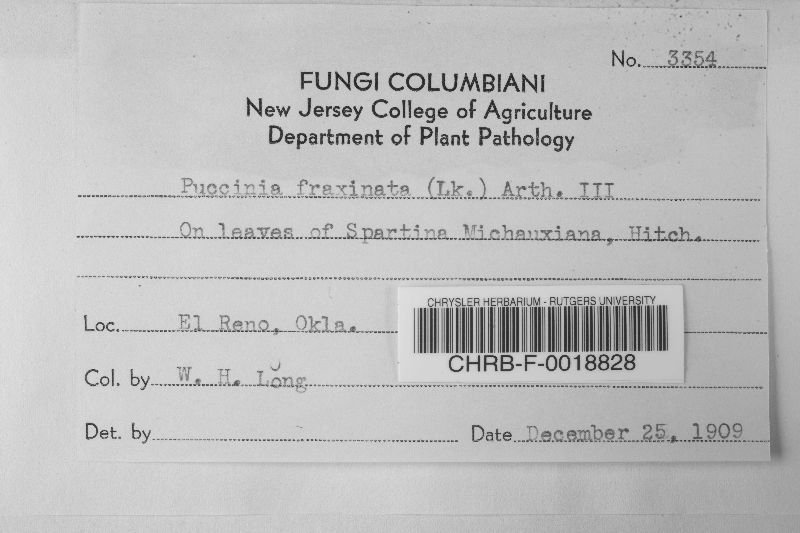 No. 3354
FUNGI COLUMBIANI
New Jersey College of Agriculture
Department of Plant Pathology
Puccinia fraxinata (Lk.) Arth. III
On leaves of Spartina Michauxiana, Hitch.
Loc. El Reno, Okla.
CHRYSLER HERBARIUM - RUTGERS UNIVERSITY
CHRB-F-0018828
Col. by W. H. Long
Det. by
Date December 25, 1909